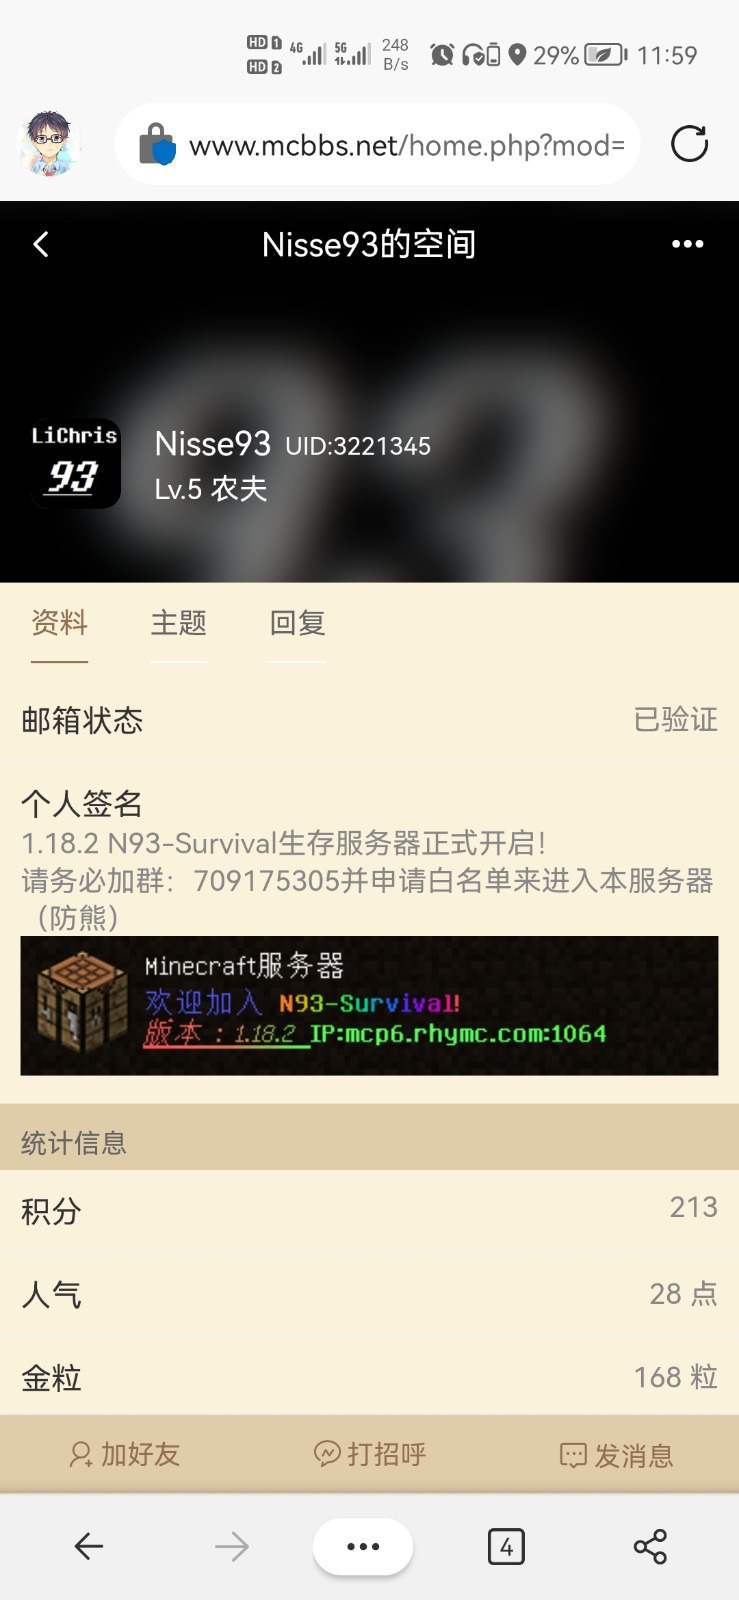 HD 1 4G 5G 248 29% 11:59
HD 2 B/s
www.mcbbs.net/home.php?mod=
Nisse93的空间
LiChris
93
Nisse93 UID:3221345
Lv.5 农夫
资料 主题 回复
邮箱状态 已验证
个人签名
1.18.2 N93-Survival生存服务器正式开启！
请务必加群：709175305并申请白名单来进入本服务器
（防熊）
Minecraft服务器
欢迎加入 N93-Survival!
版本：1.18.2 IP:mcp6.rhymc.com:1064
统计信息
积分 213
人气 28 点
金粒 168 粒
加好友 打招呼 发消息
4